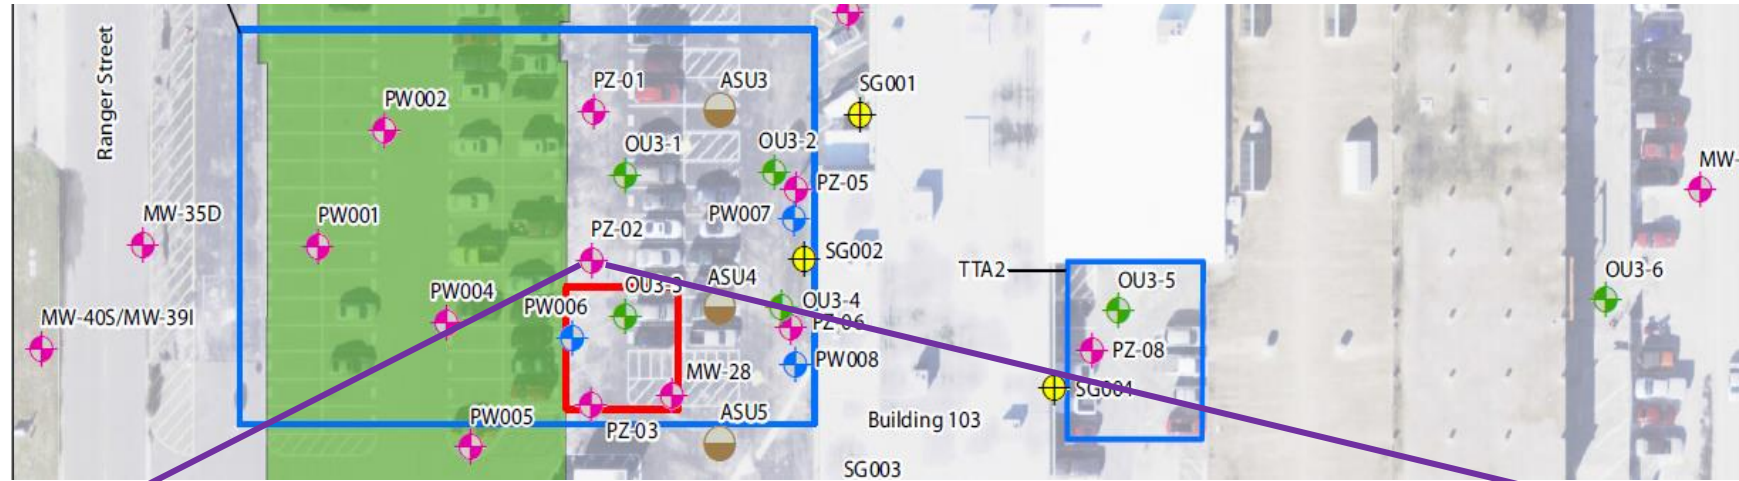 Ranger Street
PW002
PZ-01
ASU3
SG001
OU3-1
OU3-2
MW-
PZ-05
MW-35D
PW001
PW007
PZ-02
SG002
TTA2
OU3-5
OU3-6
ASU4
OU3-3
PW004
PW006
OU3-4
MW-40S/MW-39I
PZ-06
PZ-08
PW008
MW-28
SG004
PW005
ASU5
Building 103
PZ-03
SG003